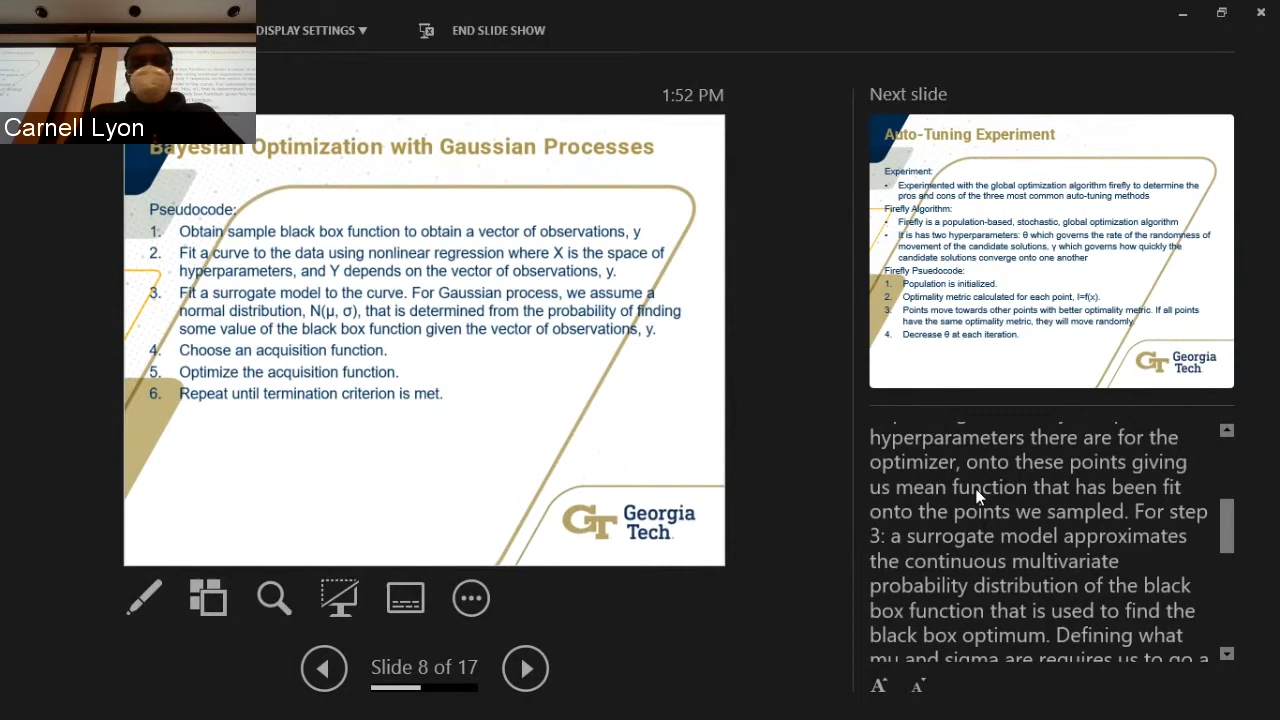 DISPLAY SETTINGS ▼
END SLIDE SHOW
Carnell Lyon
1:52 PM
Bayesian Optimization with Gaussian Processes
Pseudocode:
1. Obtain sample black box function to obtain a vector of observations, y
2. Fit a curve to the data using nonlinear regression where X is the space of
hyperparameters, and Y depends on the vector of observations, y.
3. Fit a surrogate model to the curve. For Gaussian process, we assume a
normal distribution, N(μ, σ), that is determined from the probability of finding
some value of the black box function given the vector of observations, y.
4. Choose an acquisition function.
5. Optimize the acquisition function.
6. Repeat until termination criterion is met.
GT Georgia
Tech
Slide 8 of 17
Next slide
Auto-Tuning Experiment
Experiment:
• Experimented with the global optimization algorithm firefly to determine the
pros and cons of the three most common auto-tuning methods
Firefly Algorithm:
• Firefly is a population-based, stochastic, global optimization algorithm
• It is has two hyperparameters: θ which governs the rate of the randomness of
movement of the candidate solutions, γ which governs how quickly the
candidate solutions converge onto one another
Firefly Psuedocode:
1. Population is initialized.
2. Optimality metric calculated for each point, I=f(x).
3. Points move towards other points with better optimality metric. If all points
have the same optimality metric, they will move randomly.
4. Decrease θ at each iteration.
GT Georgia
Tech
hyperparameters there are for the
optimizer, onto these points giving
us mean function that has been fit
onto the points we sampled. For step
3: a surrogate model approximates
the continuous multivariate
probability distribution of the black
box function that is used to find the
black box optimum. Defining what
mu and sigma are requires us to go a
A A